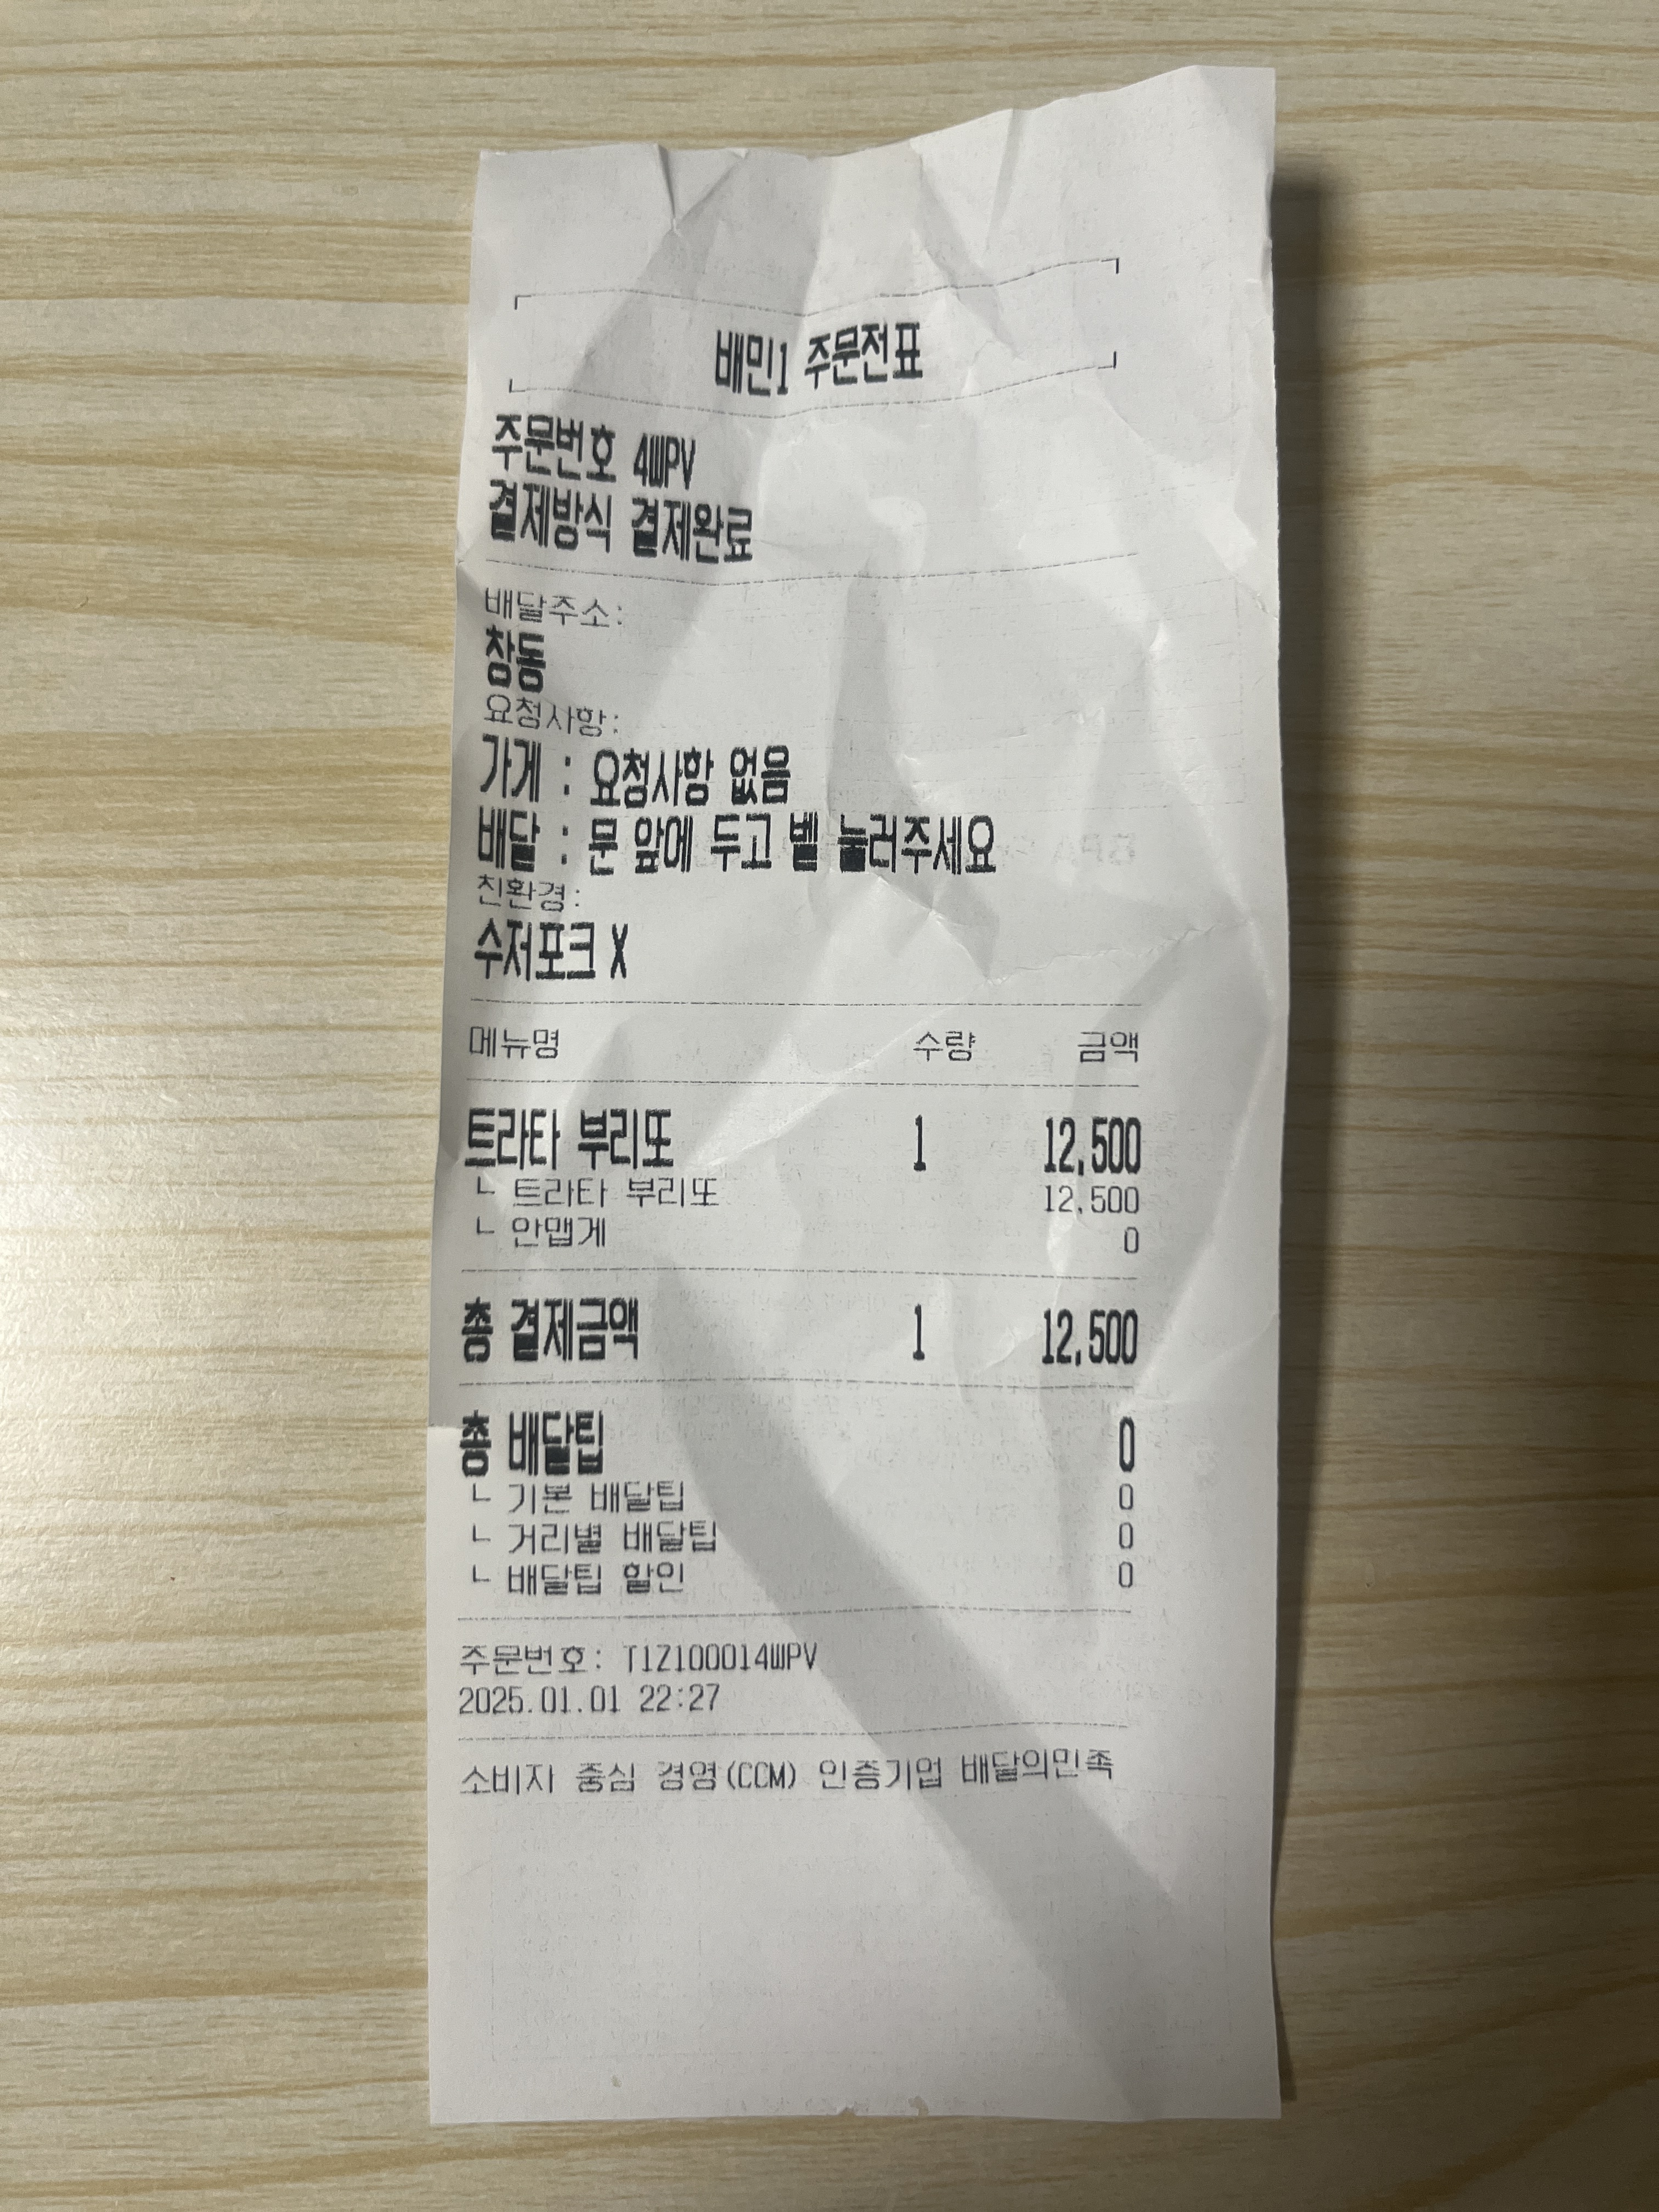 배민1 주문전표
주문번호 4WPV
결제방식 결제완료
배달주소:
창동
요청사항:
가게 : 요청사항 없음
배달 : 문 앞에 두고 벨 눌러주세요
친환경:
수저포크 X
메뉴명 수량 금액
트라타 부리또 1 12,500
└ 트라타 부리또 12,500
└ 안맵게 0
총 결제금액 1 12,500
총 배달팁 0
└ 기본 배달팁 0
└ 거리별 배달팁 0
└ 배달팁 할인 0
주문번호: T1Z100014WPV
2025.01.01 22:27
소비자 중심 경영(CCM) 인증기업 배달의민족